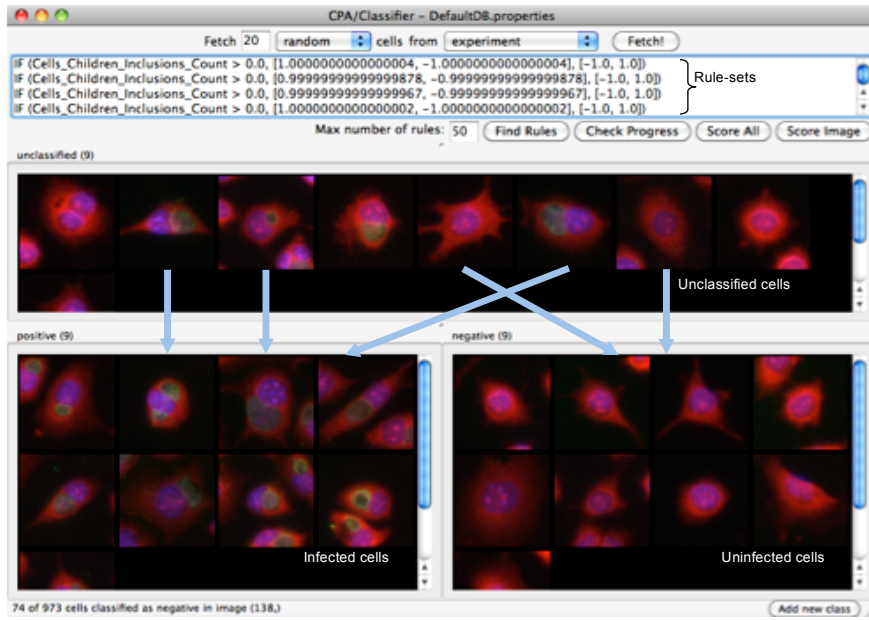 CPA/Classifier - DefaultDB.properties
Fetch 20 random cells from experiment Fetch!
IF (Cells_Children_Inclusions_Count > 0.0, [1.0000000000000004, -1.0000000000000004], [-1.0, 1.0])
IF (Cells_Children_Inclusions_Count > 0.0, [0.99999999999999878, -0.99999999999999878], [-1.0, 1.0])
IF (Cells_Children_Inclusions_Count > 0.0, [0.99999999999999967, -0.99999999999999967], [-1.0, 1.0])
IF (Cells_Children_Inclusions_Count > 0.0, [1.0000000000000002, -1.0000000000000002], [-1.0, 1.0])
Rule-sets
Max number of rules: 50 Find Rules Check Progress Score All Score Image
unclassified (9)
Unclassified cells
positive (9)
negative (9)
Infected cells
Uninfected cells
74 of 973 cells classified as negative in image (138,)
Add new class